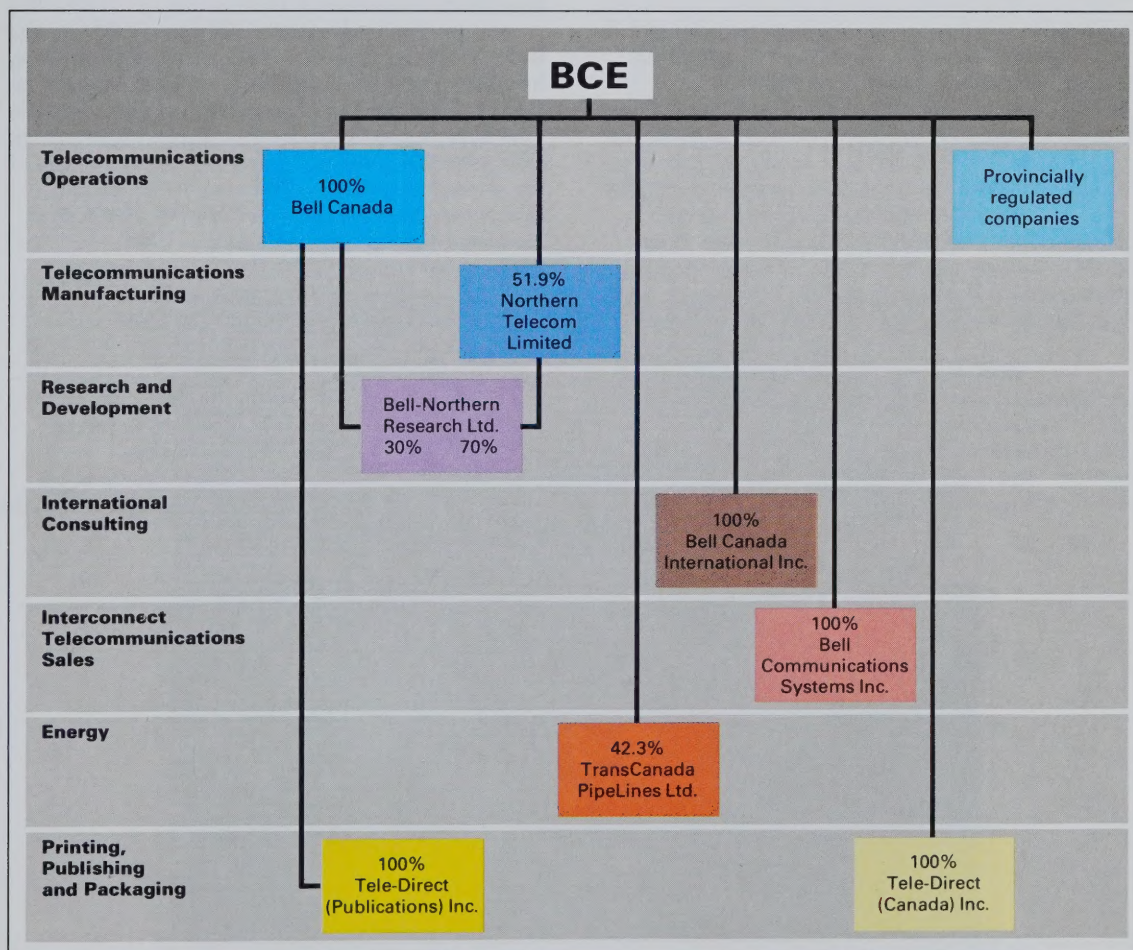 BCE
Telecommunications
Operations
100%
Bell Canada
Provincially
regulated
companies
Telecommunications
Manufacturing
51.9%
Northern
Telecom
Limited
Research and
Development
Bell-Northern
Research Ltd.
30% 70%
International
Consulting
100%
Bell Canada
International Inc.
Interconnect
Telecommunications
Sales
100%
Bell
Communications
Systems Inc.
Energy
42.3%
TransCanada
PipeLines Ltd.
Printing,
Publishing
and Packaging
100%
Tele-Direct
(Publications) Inc.
100%
Tele-Direct
(Canada) Inc.